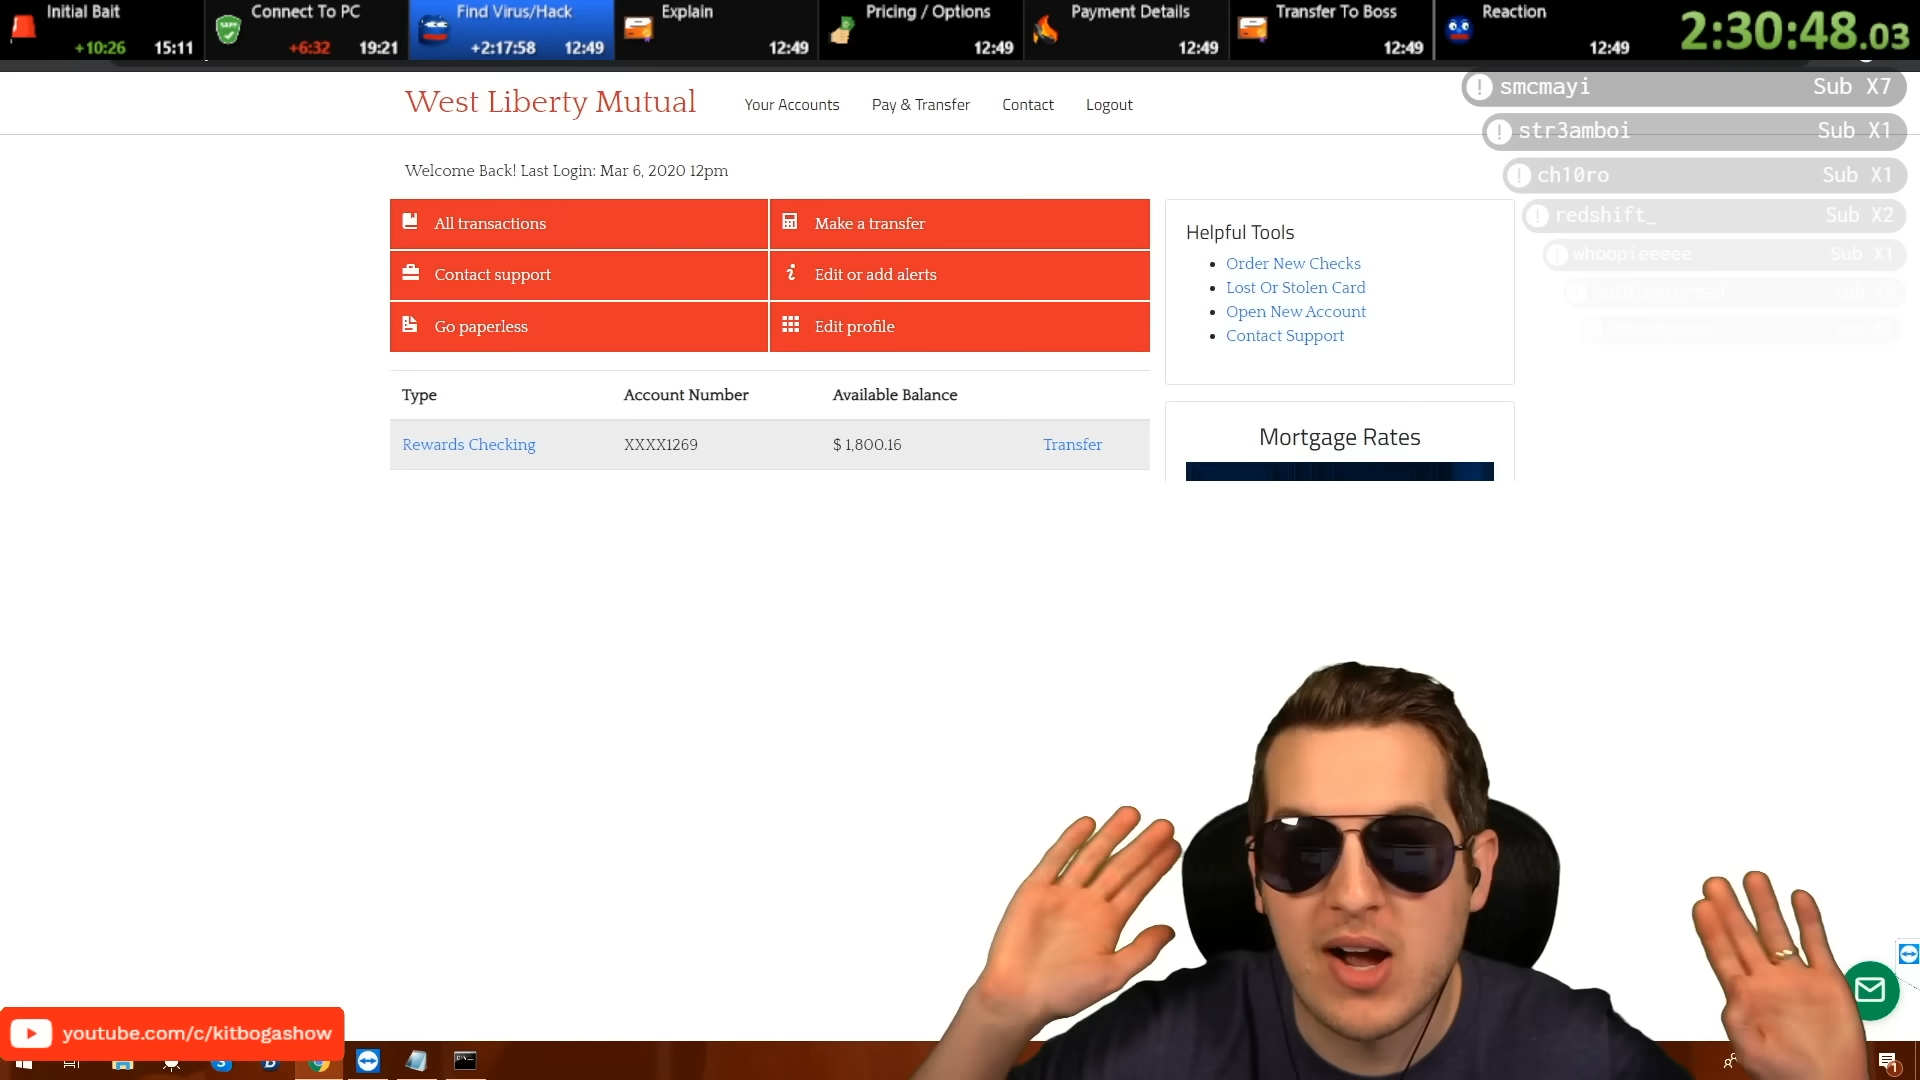 Initial Bait
+10:26 15:11
Connect To PC
+6:32 19:21
Find Virus/Hack
+2:17:58 12:49
Explain
12:49
Pricing / Options
12:49
Payment Details
12:49
Transfer To Boss
12:49
Reaction
12:49
2:30:48.03
West Liberty Mutual
Your Accounts
Pay & Transfer
Contact
Logout
smcmayi Sub X7
str3amboi Sub X1
ch10ro Sub X1
redshift_ Sub X2
whoopieeeee Sub X1
Welcome Back! Last Login: Mar 6, 2020 12pm
All transactions
Make a transfer
Contact support
Edit or add alerts
Go paperless
Edit profile
Helpful Tools
Order New Checks
Lost Or Stolen Card
Open New Account
Contact Support
Type Account Number Available Balance
Rewards Checking XXXX1269 $ 1,800.16 Transfer
Mortgage Rates
youtube.com/c/kitbogashow